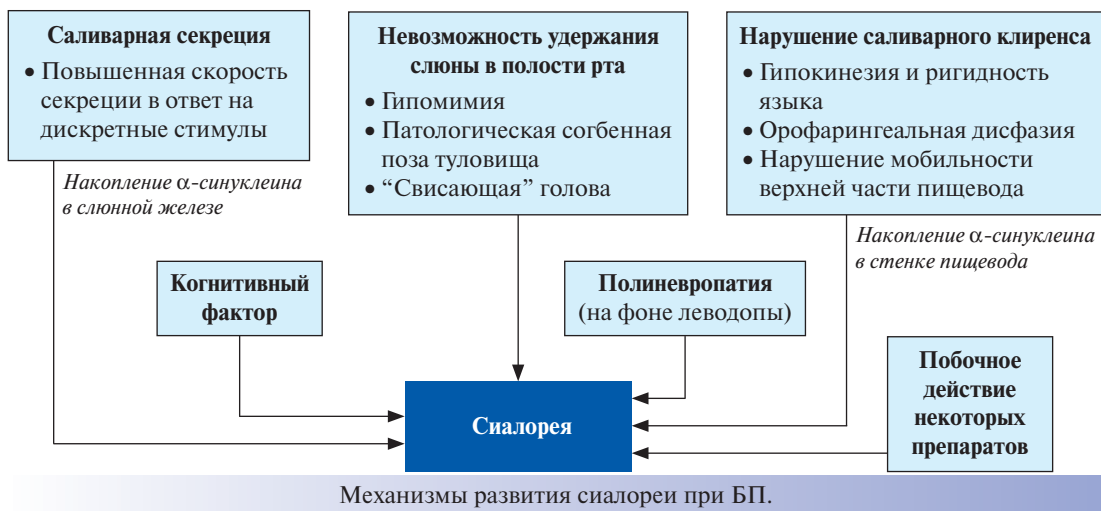 Саливарная секреция
• Повышенная скорость
секреции в ответ на
дискретные стимулы
Накопление α-синуклеина
в слюнной железе
Невозможность удержания
слюны в полости рта
• Гипомимия
• Патологическая согбенная
поза туловища
• “Свисающая” голова
Нарушение саливарного клиренса
• Гипокинезия и ригидность
языка
• Орофарингеальная дисфазия
• Нарушение мобильности
верхней части пищевода
Накопление α-синуклеина
в стенке пищевода
Когнитивный
фактор
Полиневропатия
(на фоне леводопы)
Побочное
действие
некоторых
препаратов
Сиалорея
Механизмы развития сиалореи при БП.